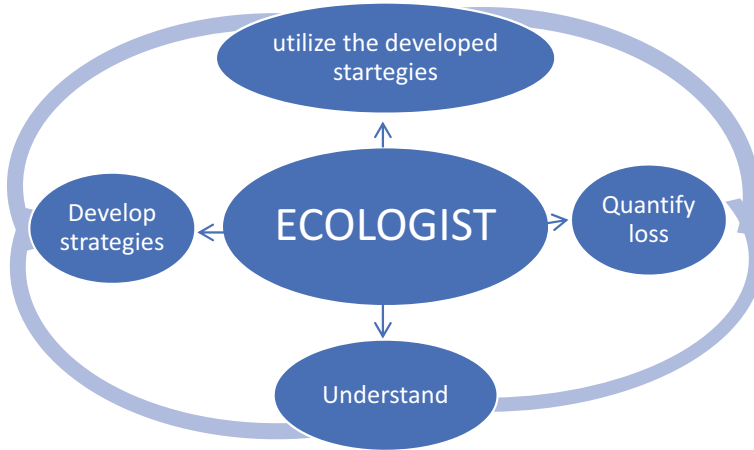 utilize the developed
startegies
Develop
strategies
ECOLOGIST
Quantify
loss
Understand